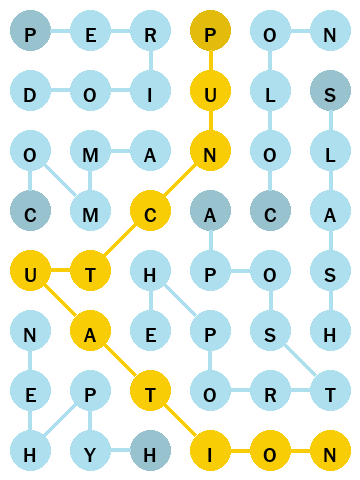 P E R P O N
D O I U L S
O M A N O L
C M C A C A
U T H P O S
N A E P S H
E P T O R T
H Y H I O N